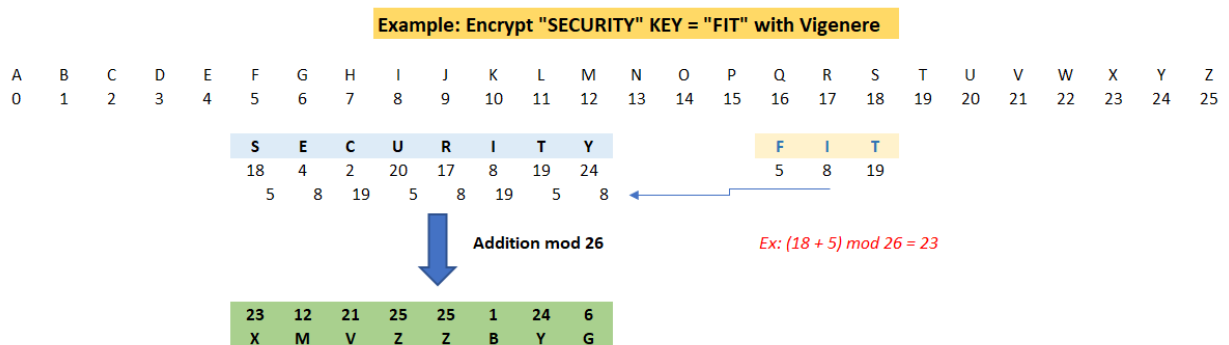 Example: Encrypt "SECURITY" KEY = "FIT" with Vigenere
A B C D E F G H I J K L M N O P Q R S T U V W X Y Z
0 1 2 3 4 5 6 7 8 9 10 11 12 13 14 15 16 17 18 19 20 21 22 23 24 25
S E C U R I T Y F I T
18 4 2 20 17 8 19 24 5 8 19
5 8 19 5 8 19 5 8
Addition mod 26 Ex: (18 + 5) mod 26 = 23
23 12 21 25 25 1 24 6
X M V Z Z B Y G